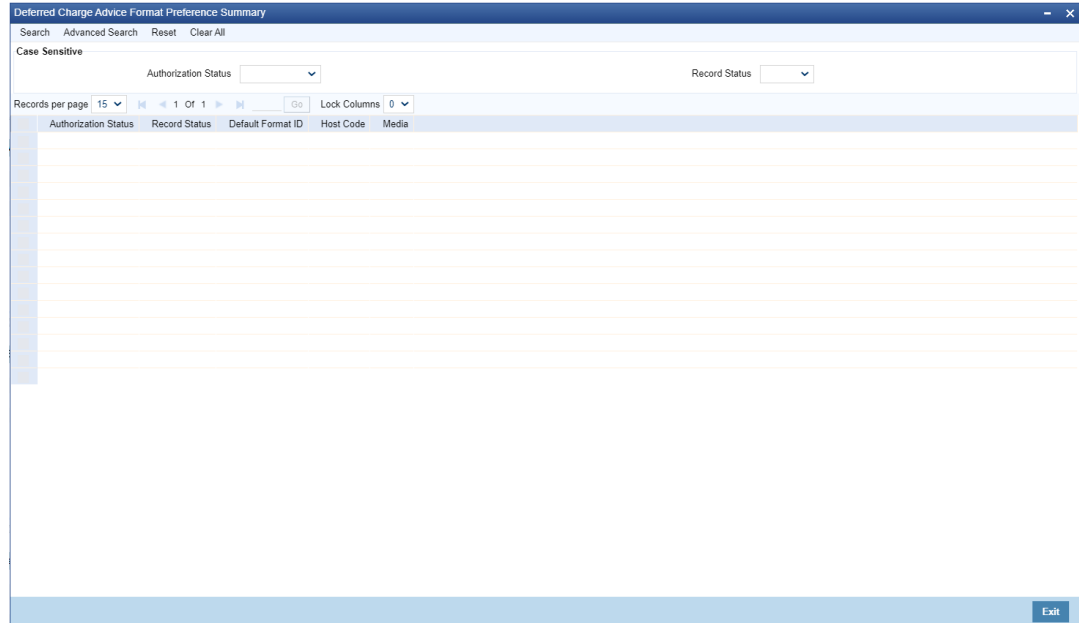 Deferred Charge Advice Format Preference Summary
Search Advanced Search Reset Clear All
Case Sensitive
Authorization Status Record Status
Records per page 15 1 Of 1 Go Lock Columns 0
Authorization Status Record Status Default Format ID Host Code Media
Exit